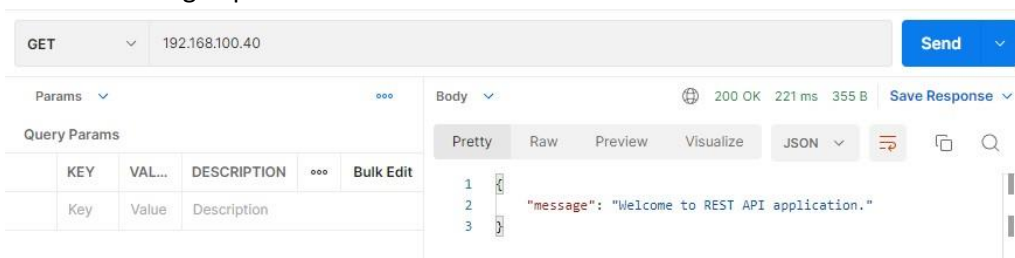 GET 192.168.100.40 Send
Params ooo Body 200 OK 221 ms 355 B Save Response
Query Params
Pretty Raw Preview Visualize JSON
KEY VAL... DESCRIPTION ooo Bulk Edit
Key Value Description
1 {
2 "message": "Welcome to REST API application."
3 }